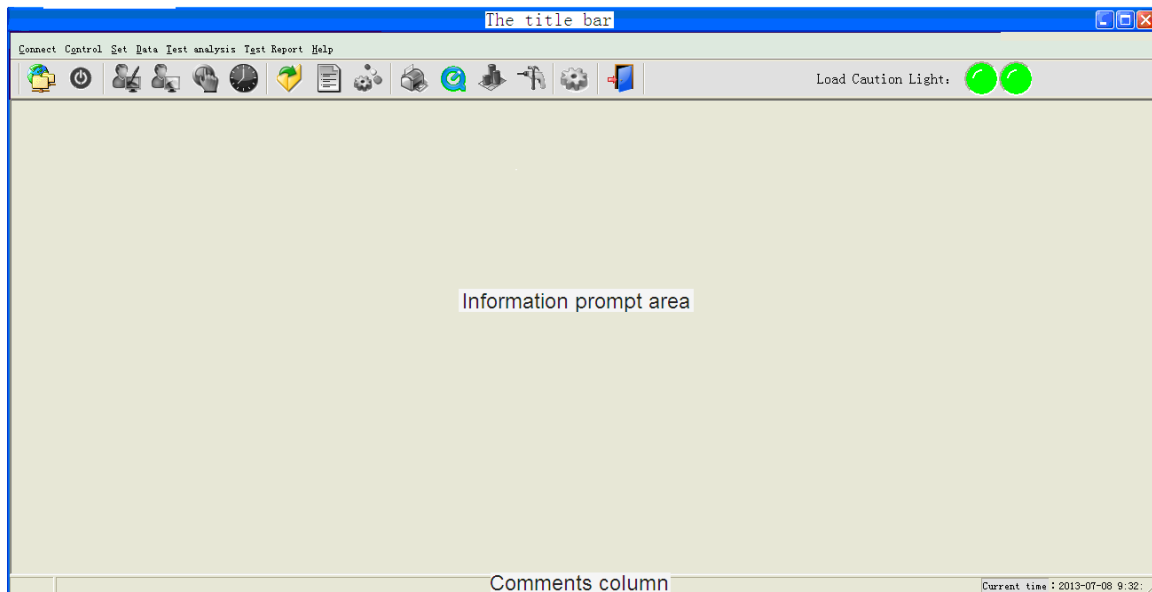 The title bar
Connect Control Set Data Test analysis Test Report Help
Load Caution Light:
Information prompt area
Comments column
Current time：2013-07-08 9:32: